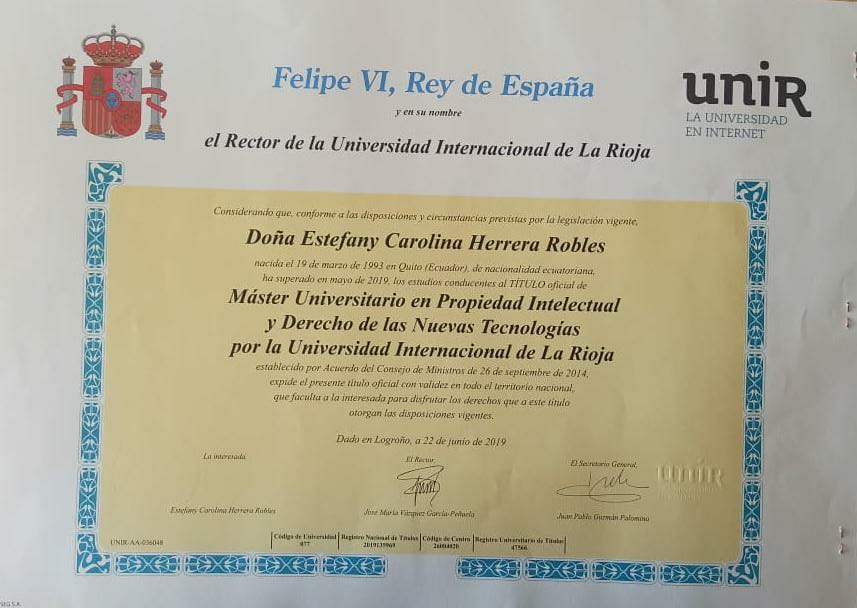 Felipe VI, Rey de España
y en su nombre
el Rector de la Universidad Internacional de La Rioja
unir
LA UNIVERSIDAD
EN INTERNET
Considerando que, conforme a las disposiciones y circunstancias previstas por la legislación vigente,
Doña Estefany Carolina Herrera Robles
nacida el 19 de marzo de 1993 en Quito (Ecuador), de nacionalidad ecuatoriana,
ha superado en mayo de 2019, los estudios conducentes al TÍTULO oficial de
Máster Universitario en Propiedad Intelectual
y Derecho de las Nuevas Tecnologías
por la Universidad Internacional de La Rioja
establecido por Acuerdo del Consejo de Ministros de 26 de septiembre de 2014,
expide el presente título oficial con validez en todo el territorio nacional,
que faculta a la interesada para disfrutar los derechos que a este título
otorgan las disposiciones vigentes.
Dado en Logroño, a 22 de junio de 2019
La interesada,
El Rector,
El Secretario General,
unir
Estefany Carolina Herrera Robles
José María Vázquez García-Peñuela
Juan Pablo Guzmán Palomino
UNIR-AA-036048
Código de Universidad
077
Registro Nacional de Títulos
2019139969
Código de Centro
26004020
Registro Universitario de Títulos
47566